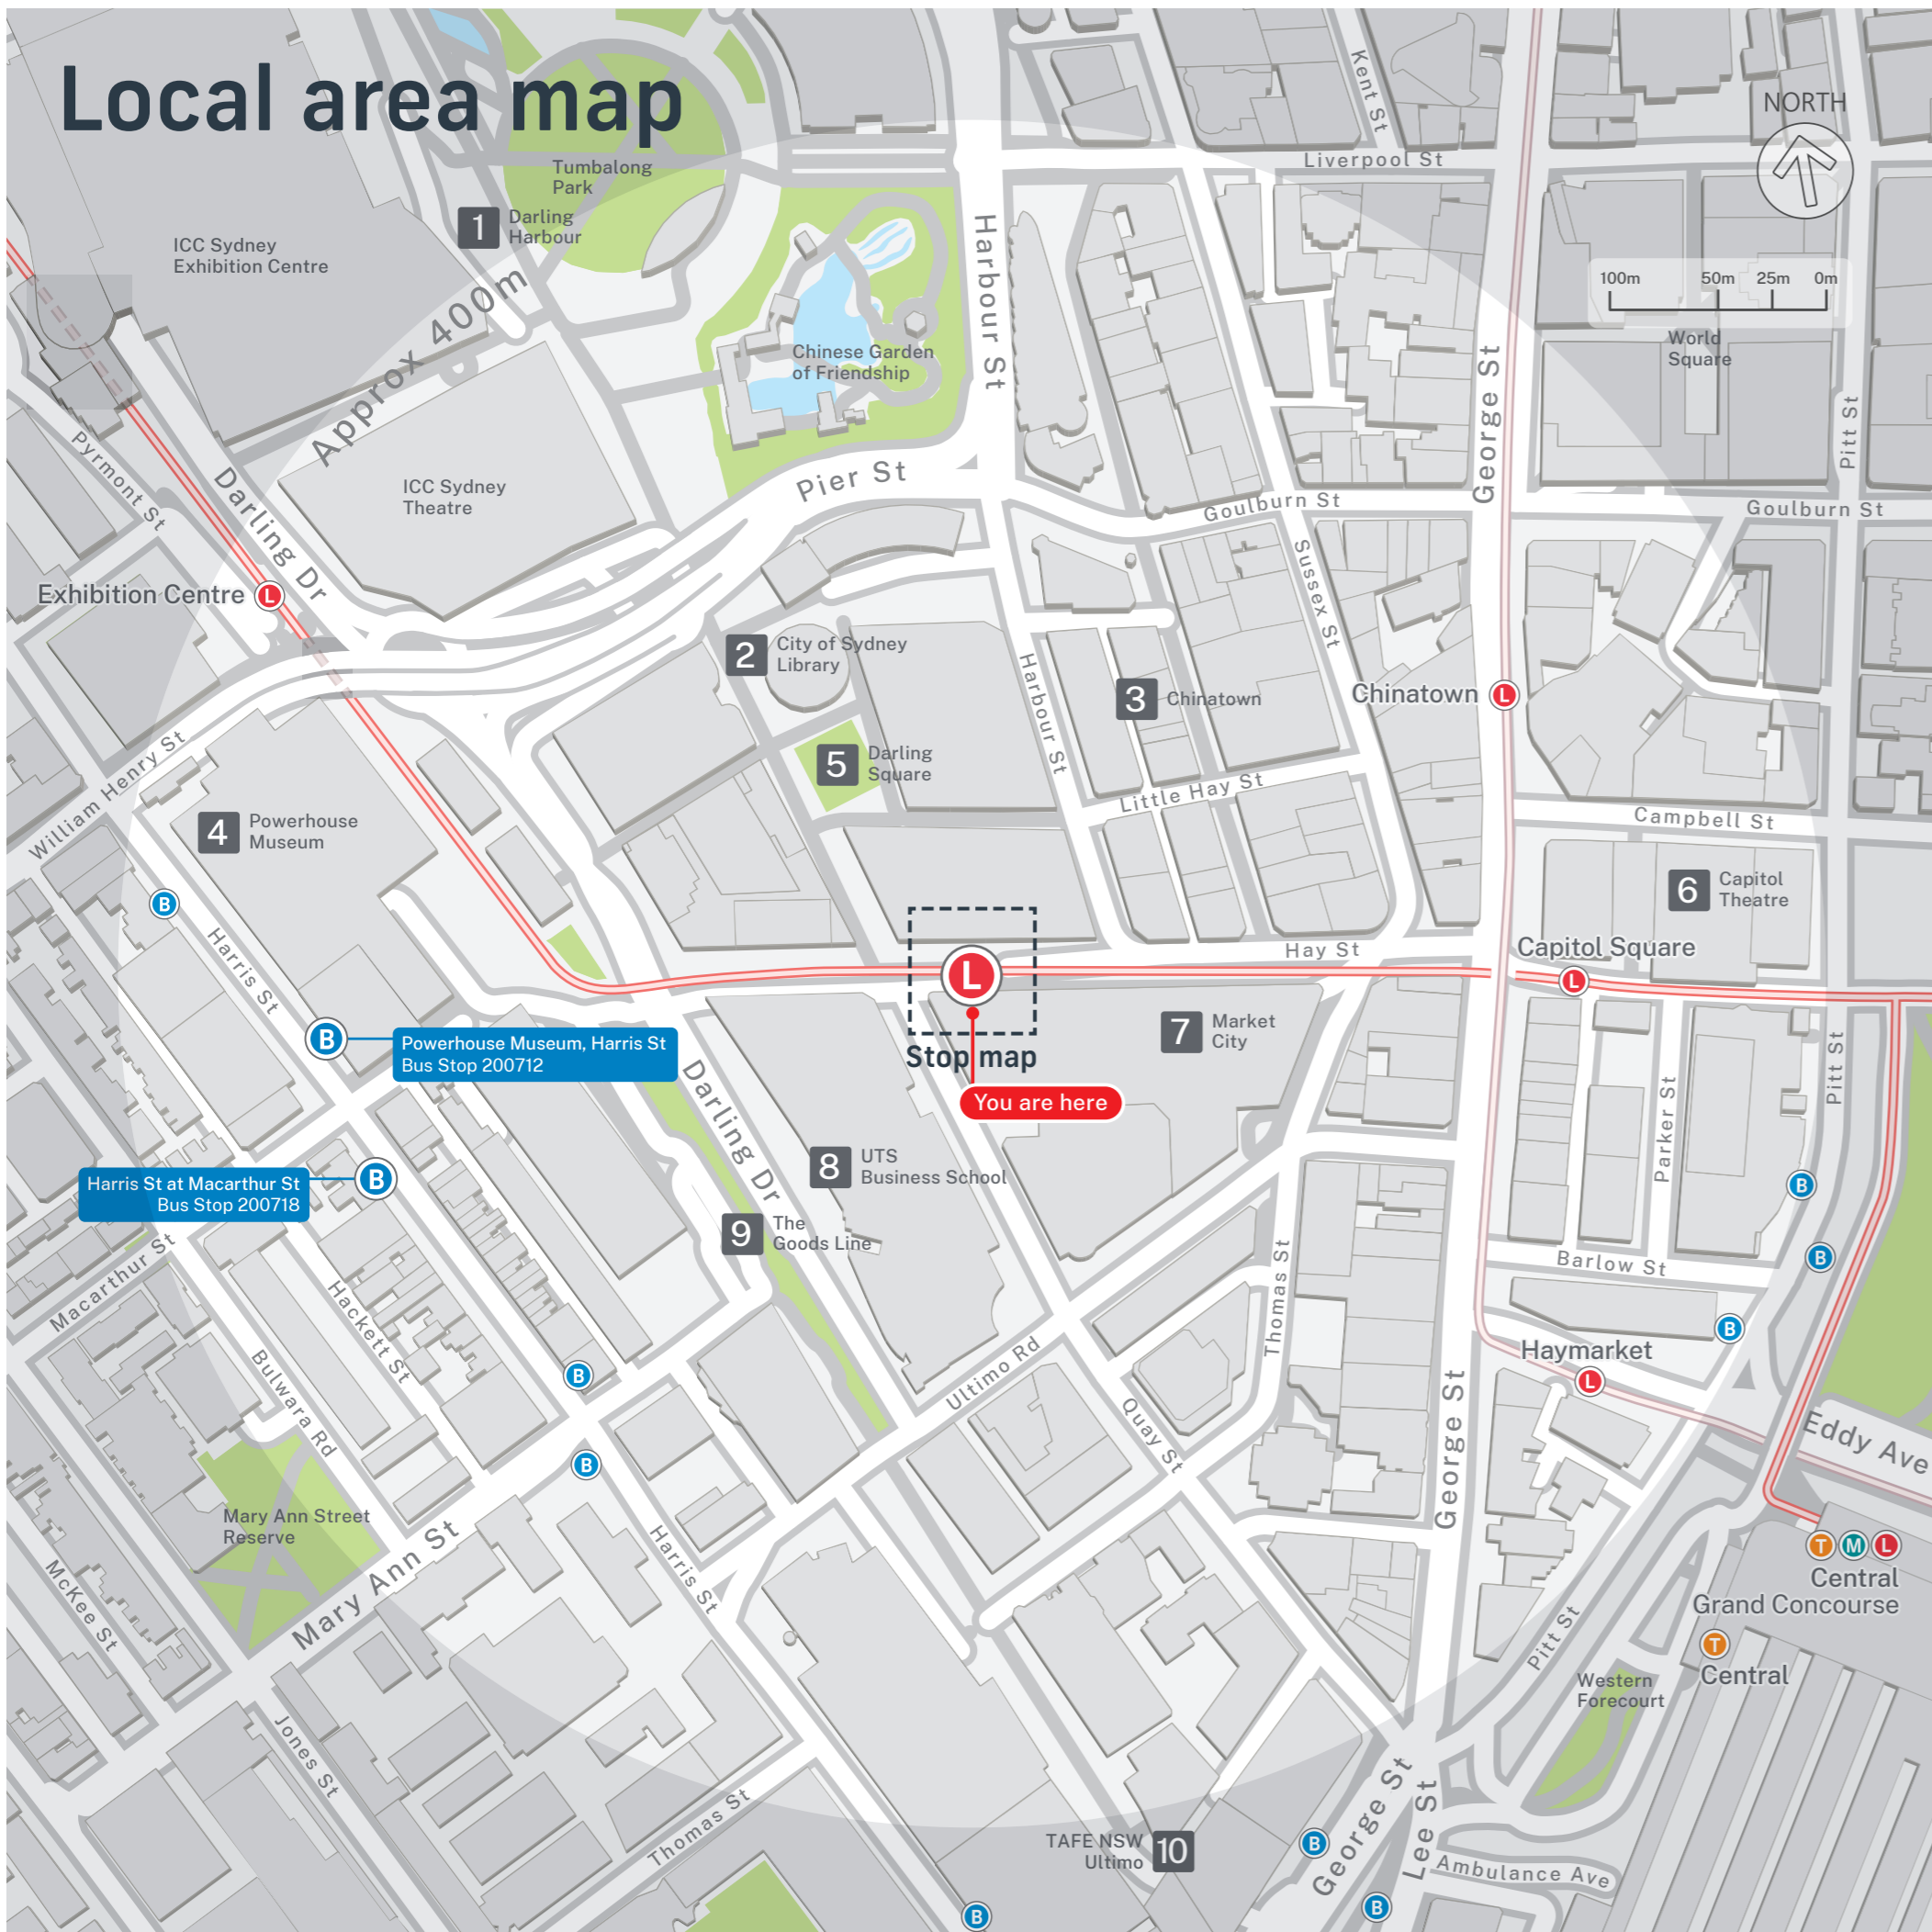 Local area map
Kent St
NORTH
Liverpool St
Tumbalong
Park
1
Darling
Harbour
ICC Sydney
Exhibition Centre
Harbour St
100m 50m 25m 0m
World
Square
Approx 400m
Chinese Garden
of Friendship
George St
Pitt St
Pyrmont St
Darling Dr
ICC Sydney
Theatre
Pier St
Goulburn St
Goulburn St
Sussex St
Exhibition Centre
L
2
City of Sydney
Library
Harbour St
3
Chinatown
Chinatown
L
5
Darling
Square
William Henry St
4
Powerhouse
Museum
Little Hay St
Campbell St
6
Capitol
Theatre
B
Harris St
Hay St
Capitol Square
L
L
7
Market
City
B
Powerhouse Museum, Harris St
Bus Stop 200712
Stop map
You are here
Darling Dr
Pitt St
Parker St
8
UTS
Business School
Harris St at Macarthur St
Bus Stop 200718
B
B
9
The
Goods Line
Macarthur St
Hackett St
Thomas St
Barlow St
B
B
Bulwara Rd
B
Ultimo Rd
Haymarket
L
Quay St
George St
Eddy Ave
B
Mary Ann Street
Reserve
Mary Ann St
McKee St
Harris St
T M L
Central
Grand Concourse
T
Central
Pitt St
Western
Forecourt
Jones St
Thomas St
TAFE NSW
Ultimo
10
B
George St
Lee St
Ambulance Ave
B
B